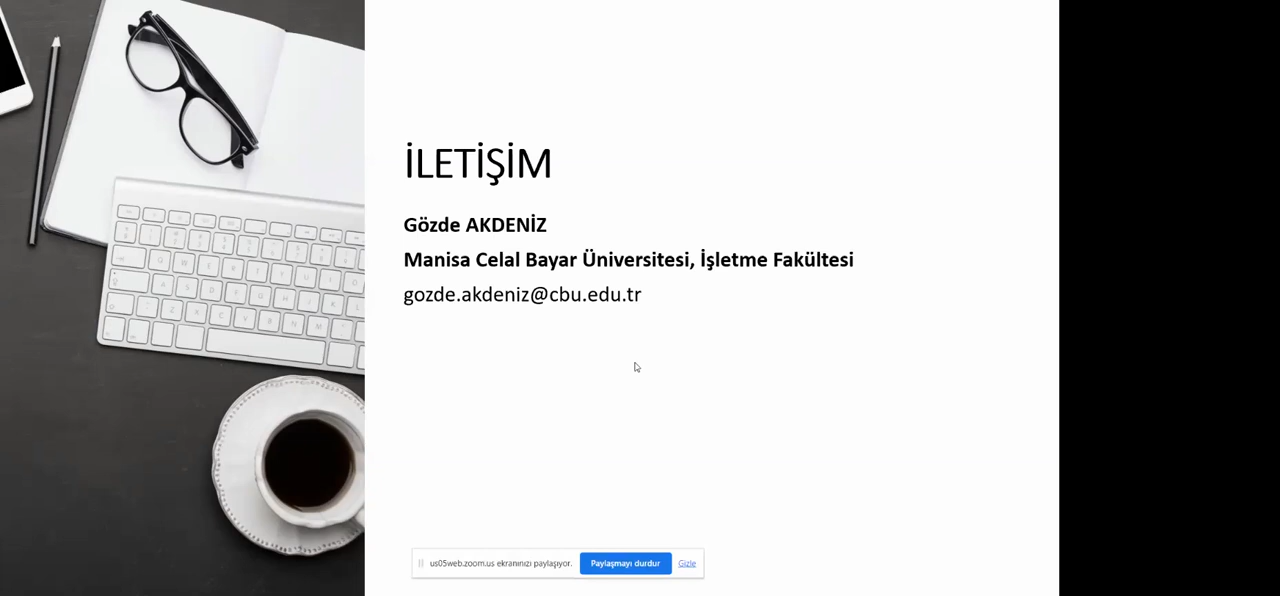 İLETİŞİM
Gözde AKDENİZ
Manisa Celal Bayar Üniversitesi, İşletme Fakültesi
gozde.akdeniz@cbu.edu.tr
us05web.zoom.us ekranınızı paylaşıyor. Paylaşmayı durdur Gizle